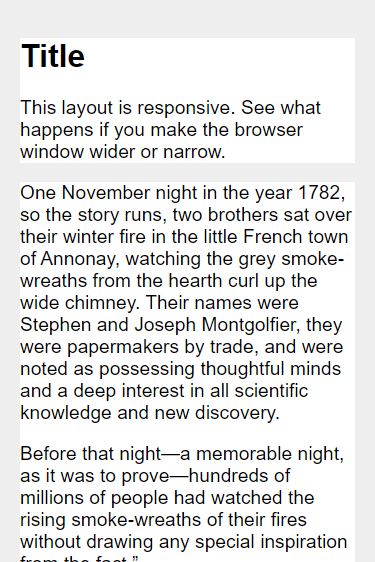 Title
This layout is responsive. See what
happens if you make the browser
window wider or narrow.
One November night in the year 1782,
so the story runs, two brothers sat over
their winter fire in the little French town
of Annonay, watching the grey smoke-
wreaths from the hearth curl up the
wide chimney. Their names were
Stephen and Joseph Montgolfier, they
were papermakers by trade, and were
noted as possessing thoughtful minds
and a deep interest in all scientific
knowledge and new discovery.
Before that night—a memorable night,
as it was to prove—hundreds of
millions of people had watched the
rising smoke-wreaths of their fires
without drawing any special inspiration
from the fact.”